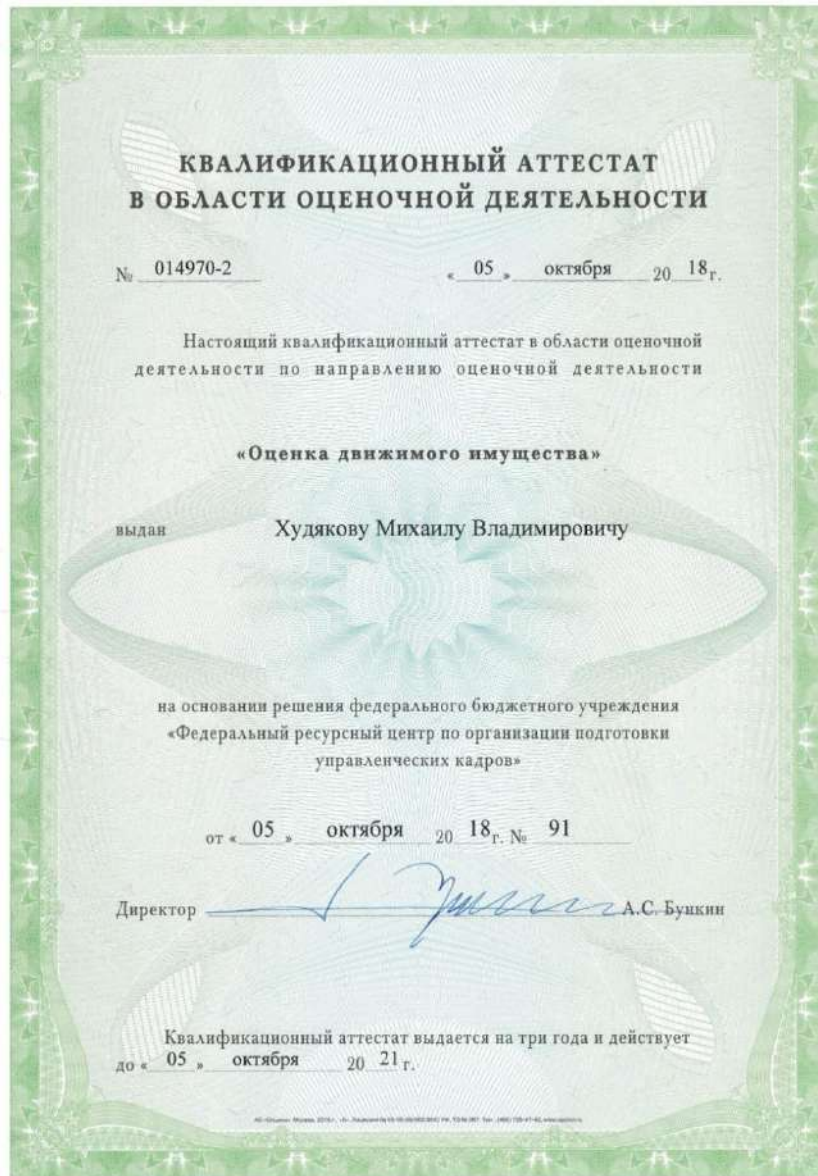 КВАЛИФИКАЦИОННЫЙ АТТЕСТАТ
В ОБЛАСТИ ОЦЕНОЧНОЙ ДЕЯТЕЛЬНОСТИ
№ 014970-2 « 05 » октября 20 18 г.
Настоящий квалификационный аттестат в области оценочной
деятельности по направлению оценочной деятельности
«Оценка движимого имущества»
выдан Худякову Михаилу Владимировичу
на основании решения федерального бюджетного учреждения
«Федеральный ресурсный центр по организации подготовки
управленческих кадров»
от « 05 » октября 20 18 г. № 91
Директор А.С. Бункин
Квалификационный аттестат выдается на три года и действует
до « 05 » октября 20 21 г.